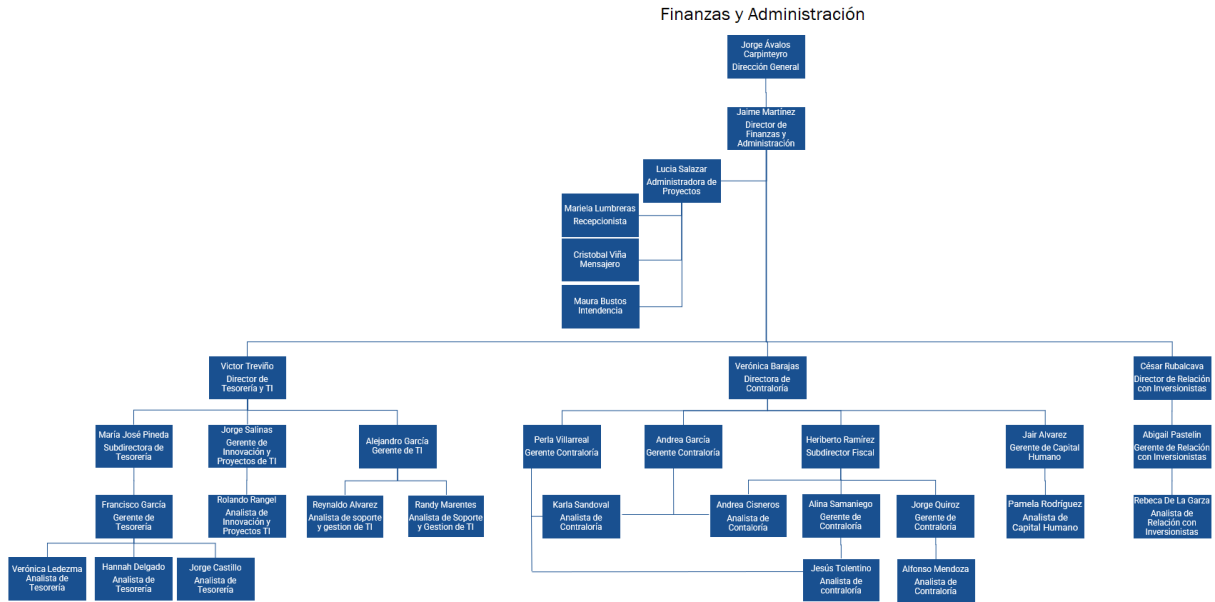 Finanzas y Administración
Jorge Ávalos
Carpinteyro
Dirección General
Jaime Martínez
Director de
Finanzas y
Administración
Lucia Salazar
Administradora de
Proyectos
Mariela Lumbreras
Recepcionista
Cristobal Viña
Mensajero
Maura Bustos
Intendencia
Victor Treviño
Director de
Tesorería y TI
Verónica Barajas
Directora de
Contraloría
César Rubalcava
Director de Relación
con Inversionistas
María José Pineda
Subdirectora de
Tesorería
Jorge Salinas
Gerente de
Innovación y
Proyectos de TI
Alejandro García
Gerente de TI
Perla Villarreal
Gerente Contraloría
Andrea García
Gerente Contraloría
Heriberto Ramírez
Subdirector Fiscal
Jair Alvarez
Gerente de Capital
Humano
Abigail Pastelin
Gerente de Relación
con Inversionistas
Francisco García
Gerente de
Tesorería
Rolando Rangel
Analista de
Innovación y
Proyectos TI
Reynaldo Alvarez
Analista de soporte
y gestion de TI
Randy Marentes
Analista de Soporte
y Gestion de TI
Karla Sandoval
Analista de
Contraloría
Andrea Cisneros
Analista de
Contaloría
Alina Samaniego
Gerente de
Contraloría
Jorge Quiroz
Gerente de
Contraloría
Pamela Rodríguez
Analista de
Capital Humano
Rebeca De La Garza
Analista de
Relación con
Inversionistas
Verónica Ledezma
Analista de
Tesorería
Hannah Delgado
Analista de
Tesorería
Jorge Castillo
Analista de
Tesorería
Jesús Tolentino
Analista de
contraloría
Alfonso Mendoza
Analista de
Contraloría